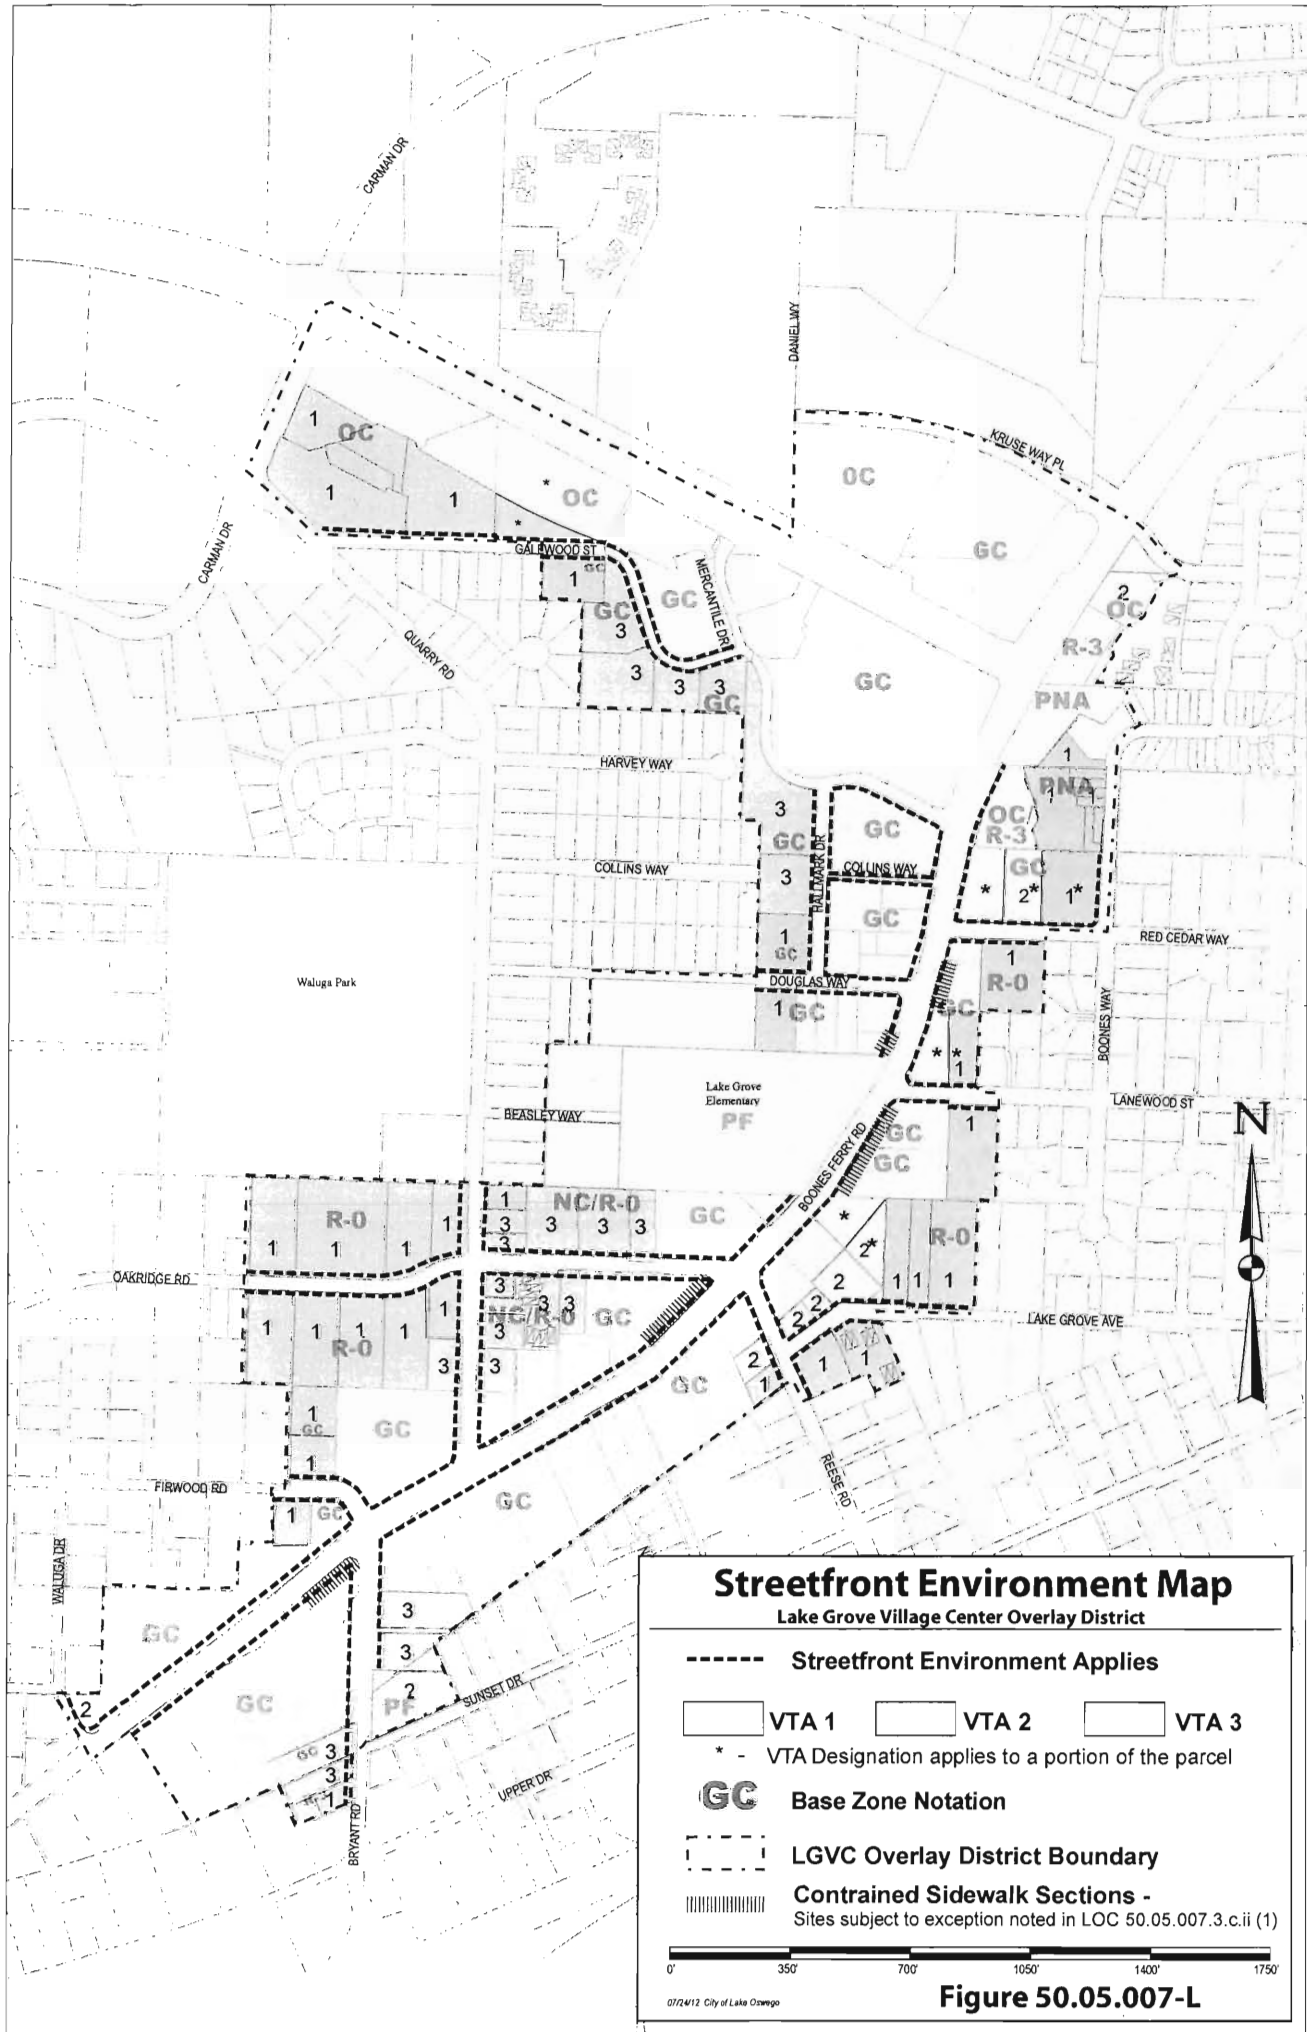 CARMAN DR
DANIEL WY
KRUSE WAY PL
1
OC
OC
1
1
*
OC
*
GC
CARMAN DR
GALEWOOD ST
MERCANTILE DR
1
GC
GC
GC
3
2
OC
R-3
QUARRY RD
3
3
3
GC
GC
PNA
HARVEY WAY
1
PNA
1
1
3
GC
GC
OC
R-3
HALLMARK DR
COLLINS WAY
COLLINS WAY
3
GC
GC
*
2*
1*
1
GC
RED CEDAR WAY
Waluga Park
DOUGLAS WAY
1
R-0
1
GC
GC
BOONES WAY
*
*
1
Lake Grove
Elementary
PF
BEASLEY WAY
LANEWOOD ST
N
GC
1
GC
BOONES FERRY RD
R-0
1
1
1
1
1
NC/R-0
3
3
3
3
3
GC
*
2*
R-0
OAKRIDGE RD
2
1
1
1
2
2
LAKE GROVE AVE
3
3
3
NC/R-0
GC
3
3
1
1
1
1
1
R-0
3
2
1
1
1
GC
1
GC
GC
1
REESE RD
FIRWOOD RD
1
GC
GC
WALUGA DR
3
GC
3
2
PF
SUNSET DR
GC
2
GC
3
3
1
UPPER DR
BRYANT RD
Streetfront Environment Map
Lake Grove Village Center Overlay District
Streetfront Environment Applies
VTA 1 VTA 2 VTA 3
* - VTA Designation applies to a portion of the parcel
GC Base Zone Notation
LGVC Overlay District Boundary
Contrained Sidewalk Sections -
Sites subject to exception noted in LOC 50.05.007.3.c.ii (1)
0' 350' 700' 1050' 1400' 1750'
07/24/12 City of Lake Oswego
Figure 50.05.007-L